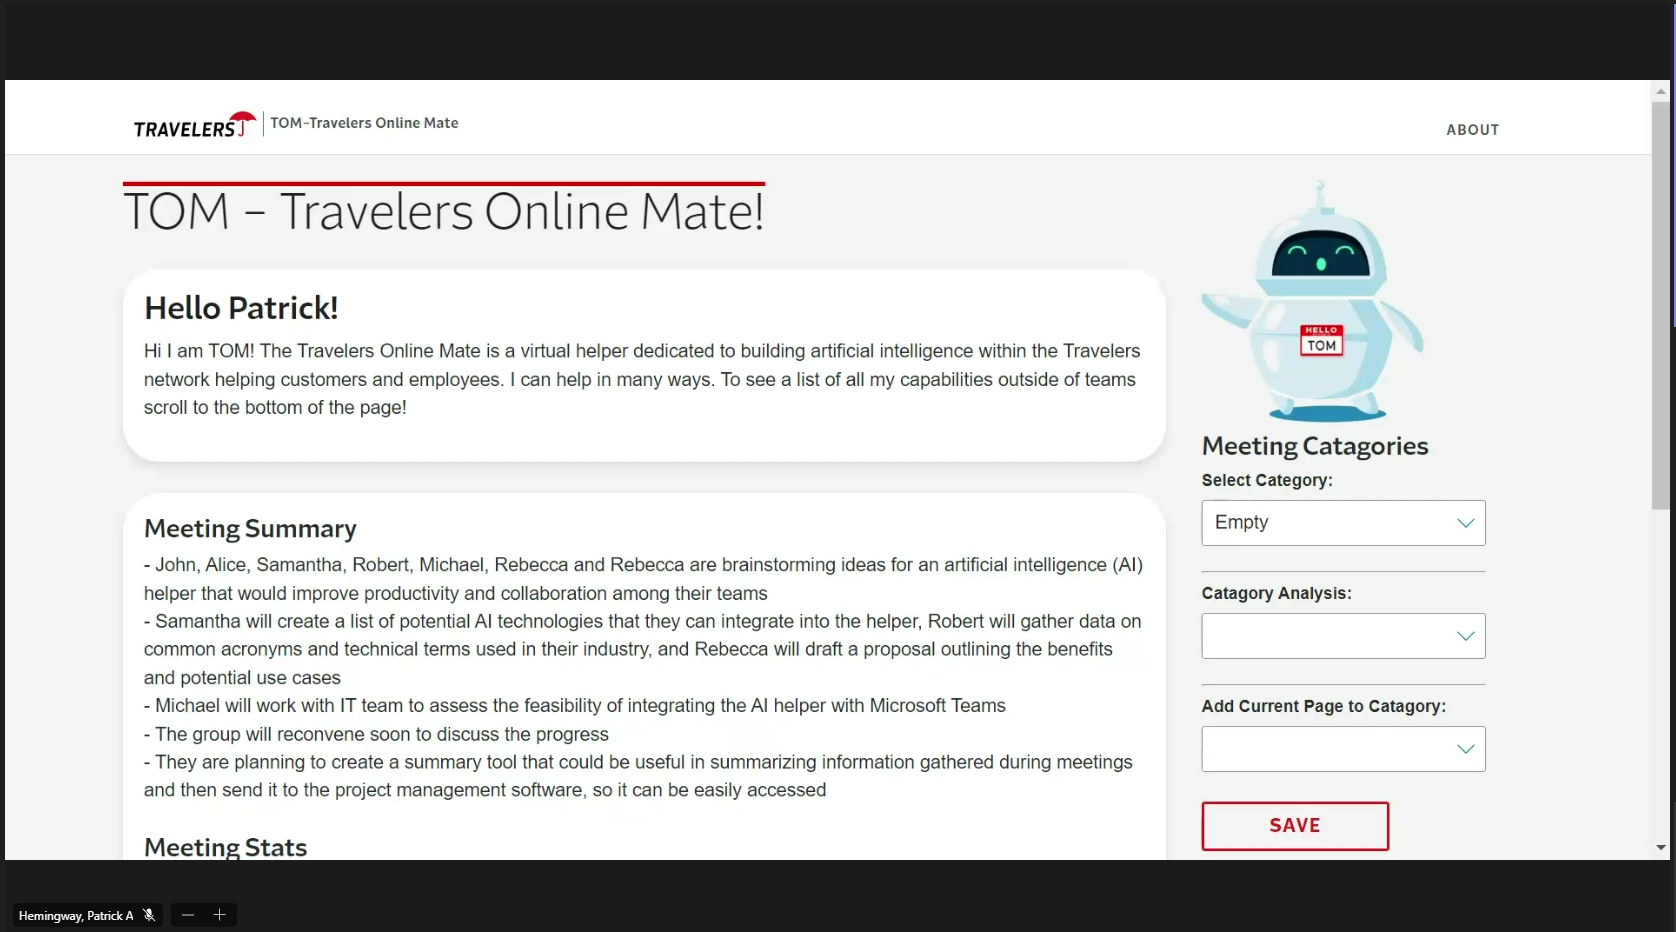 TRAVELERS TOM-Travelers Online Mate
ABOUT
TOM – Travelers Online Mate!
Hello Patrick!
Hi I am TOM! The Travelers Online Mate is a virtual helper dedicated to building artificial intelligence within the Travelers
network helping customers and employees. I can help in many ways. To see a list of all my capabilities outside of teams
scroll to the bottom of the page!
Meeting Summary
- John, Alice, Samantha, Robert, Michael, Rebecca and Rebecca are brainstorming ideas for an artificial intelligence (AI)
helper that would improve productivity and collaboration among their teams
- Samantha will create a list of potential AI technologies that they can integrate into the helper, Robert will gather data on
common acronyms and technical terms used in their industry, and Rebecca will draft a proposal outlining the benefits
and potential use cases
- Michael will work with IT team to assess the feasibility of integrating the AI helper with Microsoft Teams
- The group will reconvene soon to discuss the progress
- They are planning to create a summary tool that could be useful in summarizing information gathered during meetings
and then send it to the project management software, so it can be easily accessed
Meeting Stats
HELLO
TOM
Meeting Catagories
Select Category:
Empty
Catagory Analysis:
Add Current Page to Catagory:
SAVE
Hemingway, Patrick A